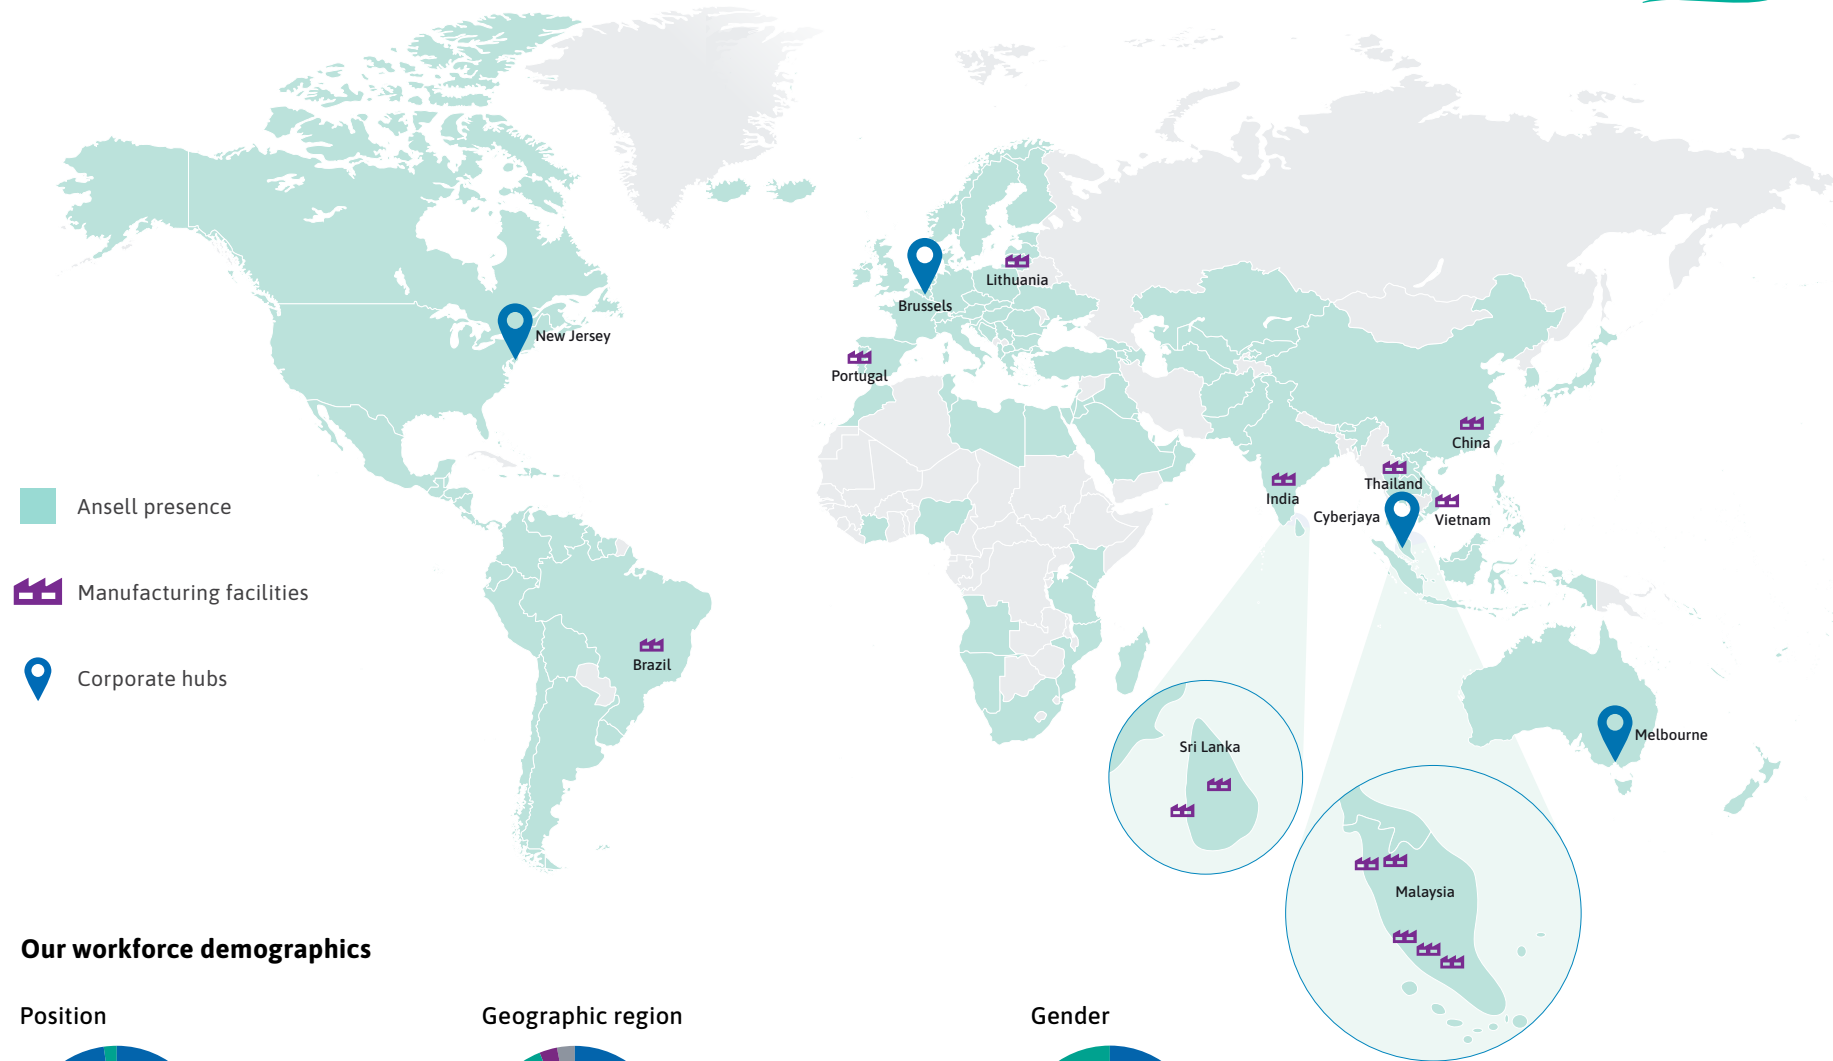 Lithuania
Brussels
New Jersey
Portugal
China
Thailand
India
Cyberjaya
Vietnam
Ansell presence
Manufacturing facilities
Brazil
Corporate hubs
Melbourne
Sri Lanka
Malaysia
Our workforce demographics
Position
Geographic region
Gender